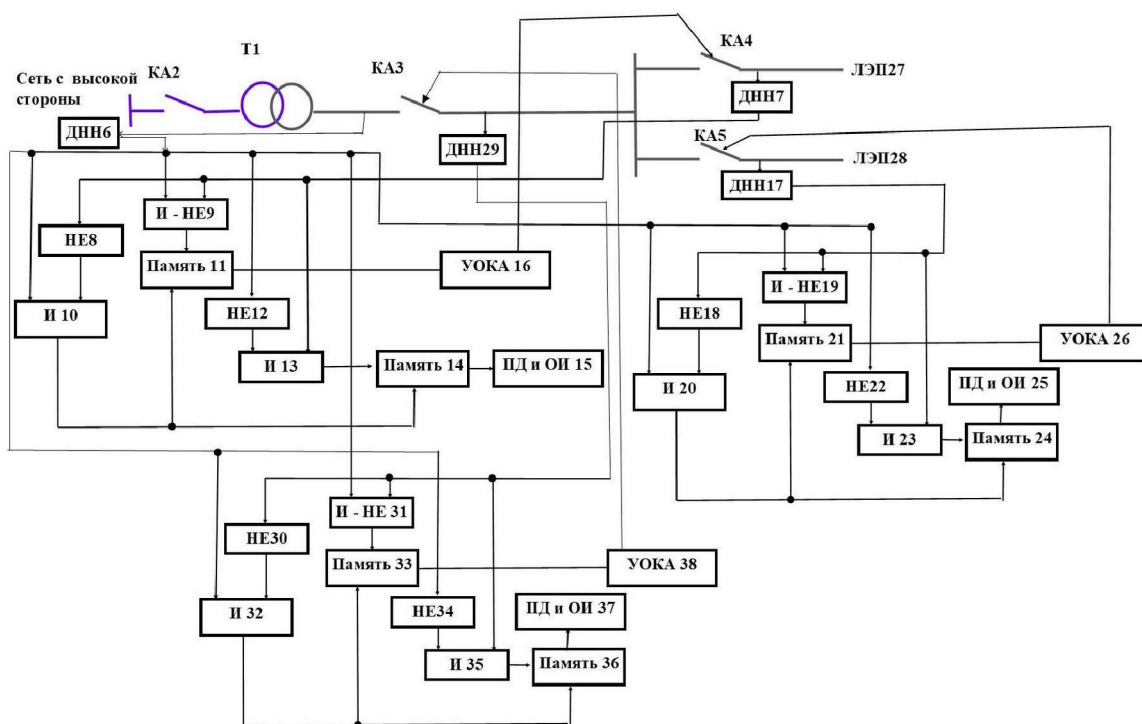 КА4
Т1
КА2
КА3
Сеть с высокой
стороны
ЛЭП27
ДНН7
ДНН6
КА5
ДНН29
ЛЭП28
ДНН17
И - НЕ9
НЕ8
Память 11
УОКА 16
И - НЕ19
И 10
НЕ12
НЕ18
Память 21
УОКА 26
И 13
Память 14
ПД и ОИ 15
И 20
НЕ22
ПД и ОИ 25
И 23
Память 24
И - НЕ 31
НЕ30
Память 33
УОКА 38
И 32
НЕ34
ПД и ОИ 37
И 35
Память 36